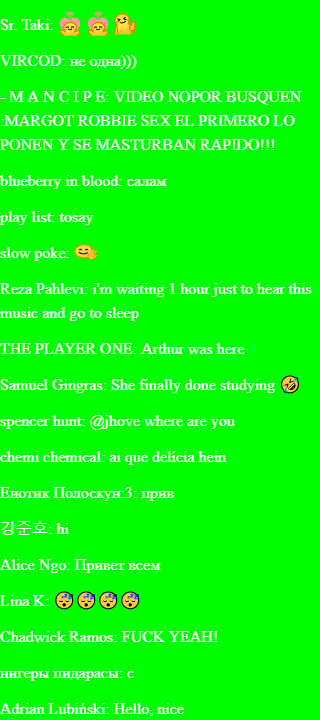 Sr. Taki:
VIRCOD: не одна)))
- M A N C I P E: VIDEO NOPOR BUSQUEN
:MARGOT ROBBIE SEX EL PRIMERO LO
PONEN Y SE MASTURBAN RAPIDO!!!
blueberry in blood: салам
play list: tosay
slow poke:
Reza Pahlevi: i'm waiting 1 hour just to hear this
music and go to sleep
THE PLAYER ONE: Arthur was here
Samuel Gingras: She finally done studying 🤣
spencer hunt: @jhove where are you
chemi chemical: ai que delícia hein
Енотик Полоскун:3: прив
강준호: hi
Alice Ngo: Привет всем
Lina K: 😴😴😴😴
Chadwick Ramos: FUCK YEAH!
нигеры пидарасы: с
Adrian Lubiński: Hello, nice